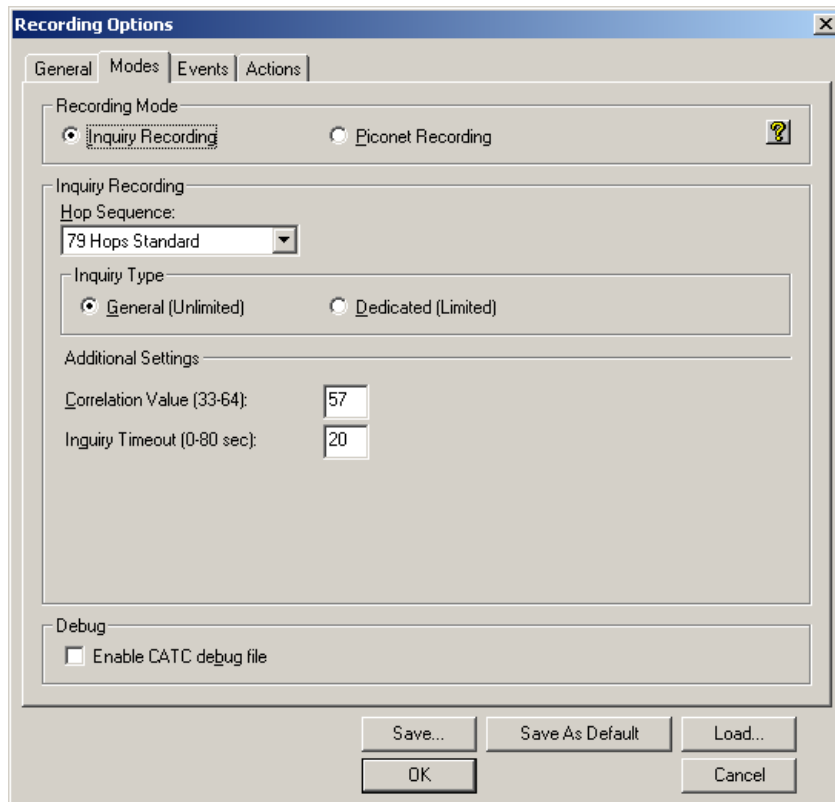 Recording Options
General Modes Events Actions
Recording Mode
Inquiry Recording Piconet Recording
Inquiry Recording
Hop Sequence:
79 Hops Standard
Inquiry Type
General (Unlimited) Dedicated (Limited)
Additional Settings
Correlation Value (33-64): 57
Inguiry Timeout (0-80 sec): 20
Debug
Enable CATC debug file
Save... Save As Default Load...
OK Cancel